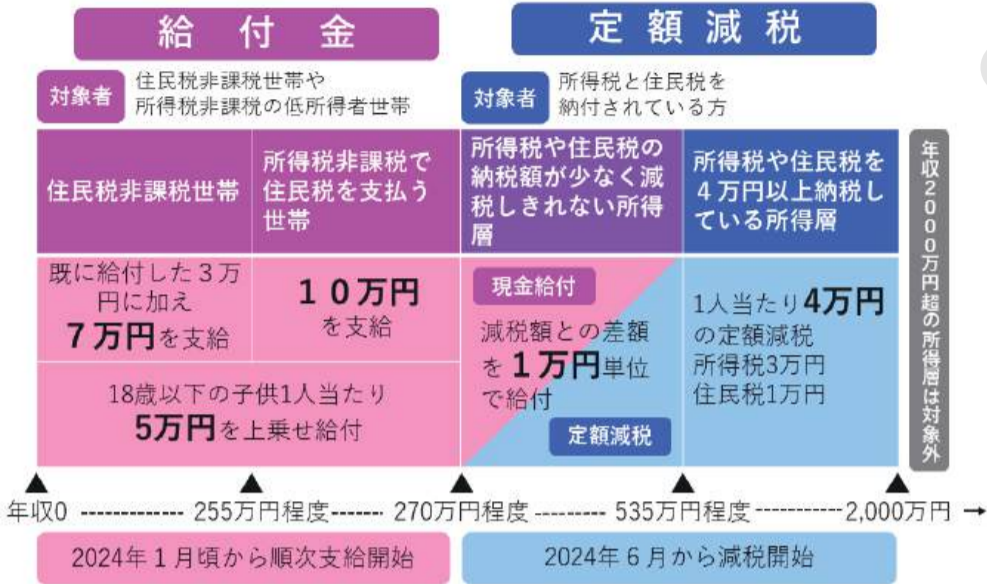 給付金
定額減税
対象者
住民税非課税世帯や
所得税非課税の低所得者世帯
対象者
所得税と住民税を
納付されている方
住民税非課税世帯
所得税非課税で
住民税を支払う
世帯
所得税や住民税の
納税額が少なく減
税しきれない所得
層
所得税や住民税を
４万円以上納税し
ている所得層
年収２０００万円超の所得層は対象外
既に給付した３万
円に加え
７万円を支給
１０万円
を支給
18歳以下の子供1人当たり
5万円を上乗せ給付
現金給付
減税額との差額
を１万円単位
で給付
定額減税
1人当たり4万円
の定額減税
所得税3万円
住民税1万円
年収0 ------------- 255万円程度------ 270万円程度--------- 535万円程度----------- 2,000万円 →
2024年１月頃から順次支給開始
2024年６月から減税開始